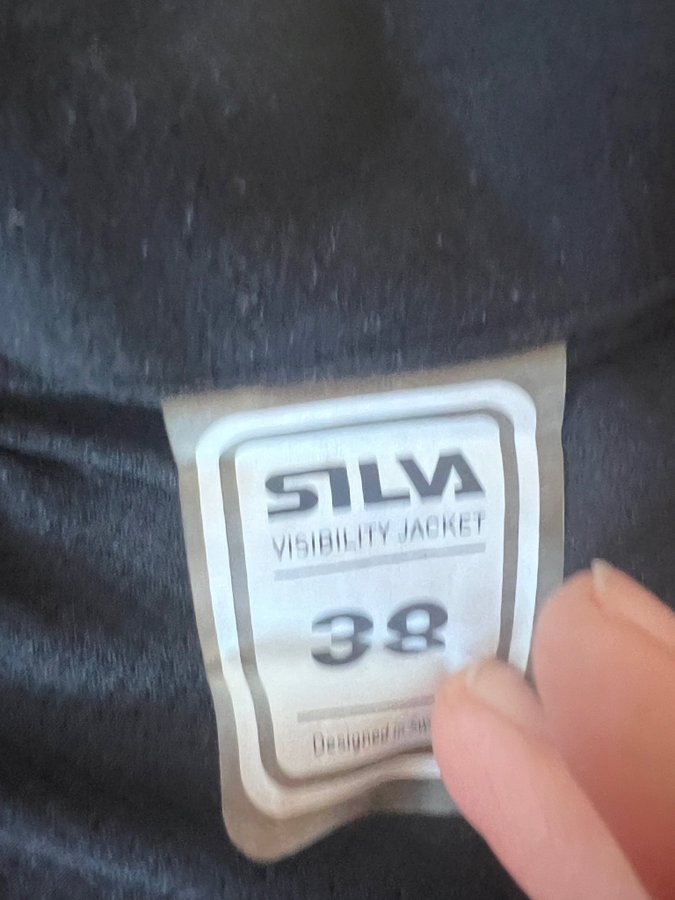 SILVA
VISIBILITY JACKET
38
Designed in